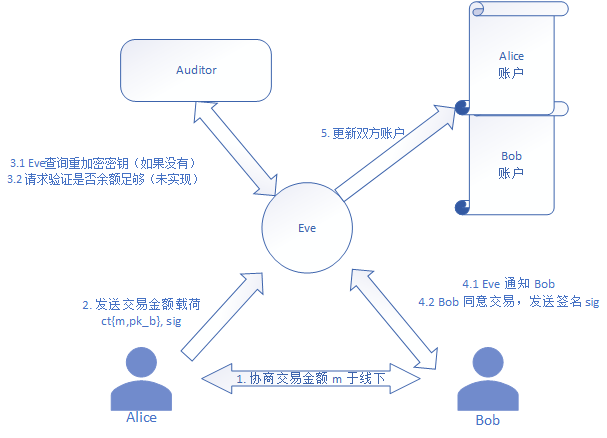 Alice
账户
Auditor
5. 更新双方账户
Bob
账户
3.1 Eve查询重加密密钥（如果没有）
3.2 请求验证是否余额足够（未实现）
Eve
4.1 Eve 通知 Bob
4.2 Bob 同意交易，发送签名 sig
2. 发送交易金额载荷
ct{m,pk_b}, sig
1. 协商交易金额 m 于线下
Alice
Bob